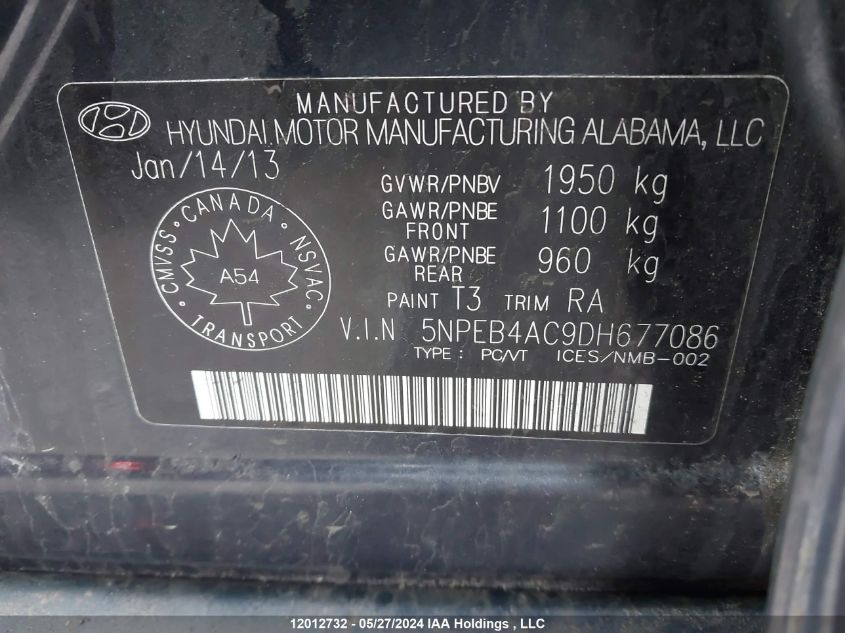 MANUFACTURED BY
HYUNDAI MOTOR MANUFACTURING ALABAMA, LLC
Jan/14/13
GVWR/PNBV 1950 kg
GAWR/PNBE FRONT 1100 kg
GAWR/PNBE REAR 960 kg
PAINT T3 TRIM RA
CANADA
CMVSS · NSVAC
A54
TRANSPORT
V.I.N 5NPEB4AC9DH677086
TYPE : PC/VT ICES/NMB-002
12012732 - 05/27/2024 IAA Holdings , LLC